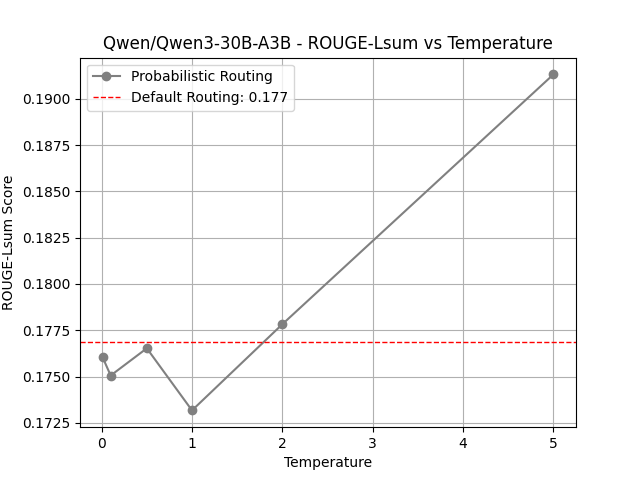 Qwen/Qwen3-30B-A3B - ROUGE-Lsum vs Temperature
Probabilistic Routing
Default Routing: 0.177
0.1900
0.1875
0.1850
0.1825
0.1800
0.1775
0.1750
0.1725
ROUGE-Lsum Score
0 1 2 3 4 5
Temperature